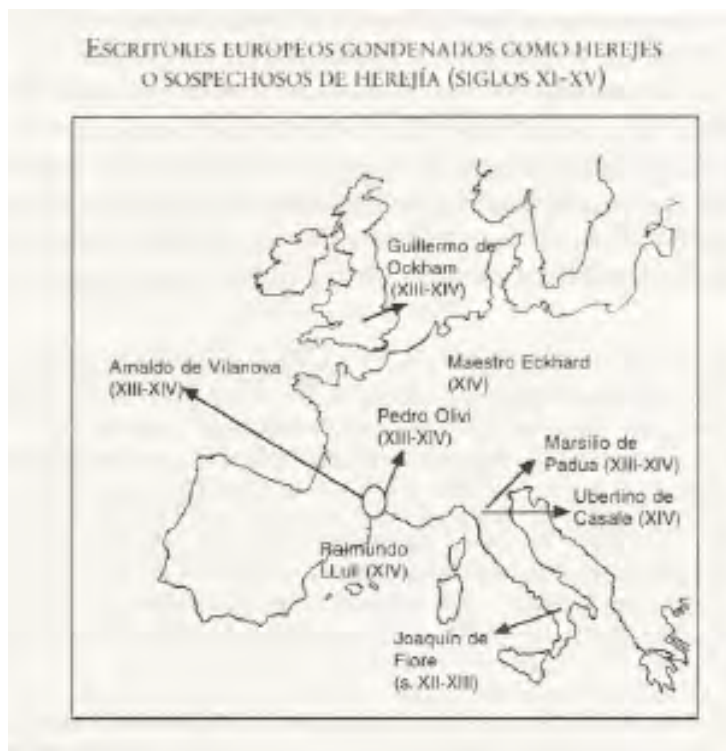 ESCRITORES EUROPEOS CONDENADOS COMO HEREJES
O SOSPECHOSOS DE HEREJÍA (SIGLOS XI-XV)
Guillermo de
Ockham
(XIII-XIV)
Arnaldo de Vilanova
(XIII-XIV)
Maestro Eckhard
(XIV)
Pedro Olivi
(XIII-XIV)
Marsilio de
Padua (XIII-XIV)
Ubertino de
Casale (XIV)
Raimundo
LLull (XIV)
Joaquín de
Fiore
(s. XII-XIII)